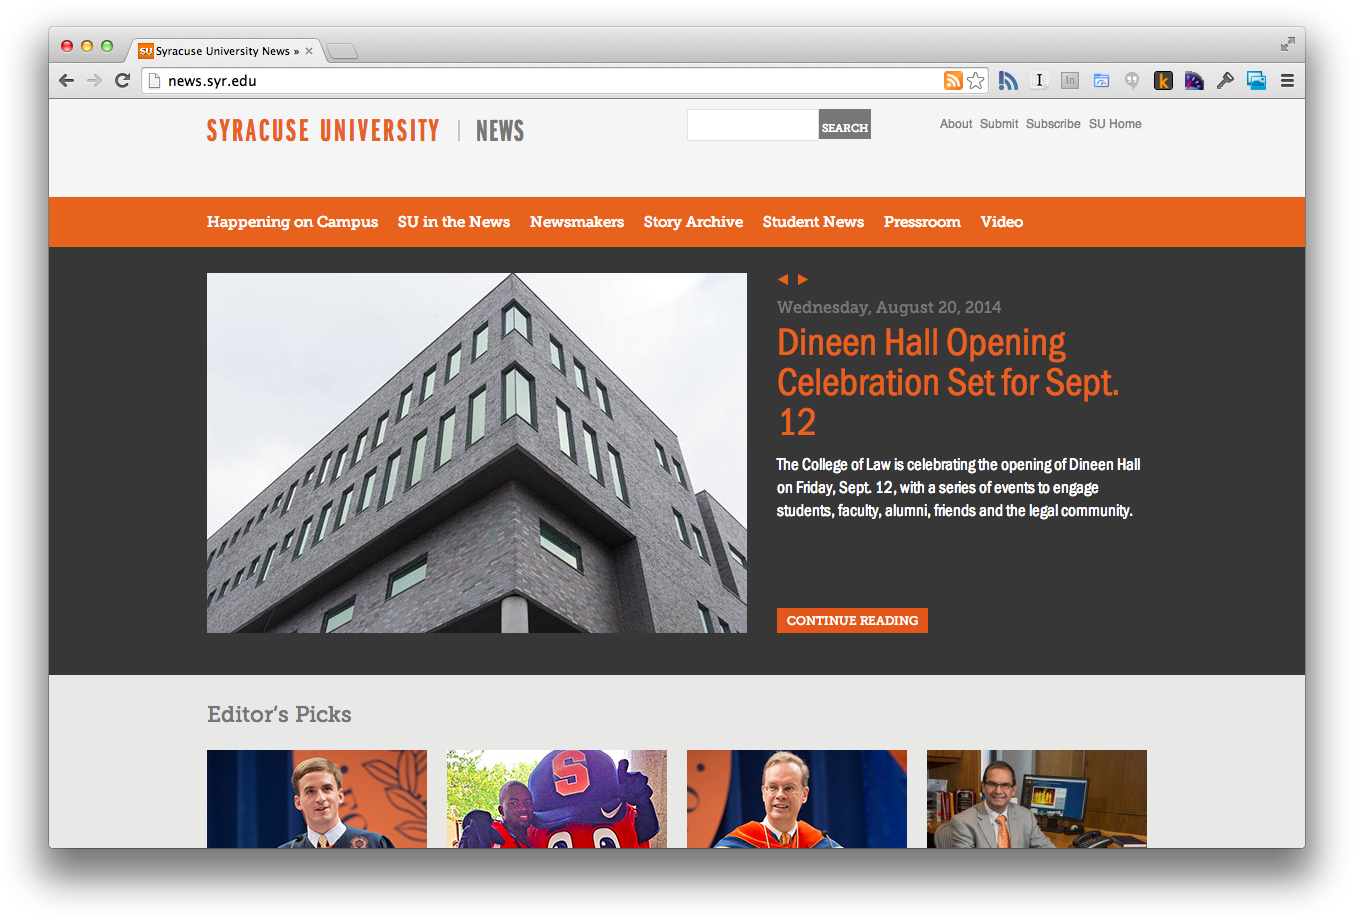 SU Syracuse University News »
news.syr.edu
SYRACUSE UNIVERSITY | NEWS
SEARCH
About Submit Subscribe SU Home
Happening on Campus SU in the News Newsmakers Story Archive Student News Pressroom Video
Wednesday, August 20, 2014
Dineen Hall Opening
Celebration Set for Sept.
12
The College of Law is celebrating the opening of Dineen Hall
on Friday, Sept. 12, with a series of events to engage
students, faculty, alumni, friends and the legal community.
CONTINUE READING
Editor's Picks
S